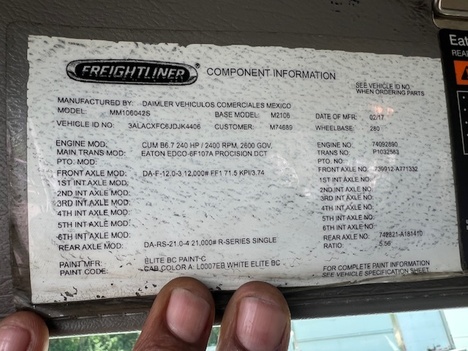 FREIGHTLINER® COMPONENT INFORMATION
SEE VEHICLE ID NO.
WHEN ORDERING PARTS
MANUFACTURED BY: DAIMLER VEHICULOS COMERCIALES MEXICO
MODEL: MM106042S BASE MODEL: M2106 DATE OF MFR: 02/17
VEHICLE ID NO: 3ALACXFC6JDJK4406 CUSTOMER: M74689 WHEELBASE: 260
ENGINE MOD: CUM B6.7 240 HP / 2400 RPM, 2600 GOV. ENGINE NO: 74092890
MAIN TRANS MOD: EATON EDCO-6F107A PRECISION DCT TRANS NO: P1032563
PTO. MOD: PTO NO:
FRONT AXLE MOD: DA-F-12.0-3 12,000# FF1 71.5 KPI/3.74 FRONT AXLE NO: 739912-A771332
1ST INT AXLE MOD: 1ST INT AXLE NO:
2ND INT AXLE MOD: 2ND INT AXLE NO:
3RD INT AXLE MOD: 3RD INT AXLE NO:
4TH INT AXLE MOD: 4TH INT AXLE NO:
5TH INT AXLE MOD: 5TH INT AXLE NO:
6TH INT AXLE MOD: 6TH INT AXLE NO:
REAR AXLE MOD: DA-RS-21.0-4 21,000# R-SERIES SINGLE REAR AXLE NO:
RATIO: 5.56
PAINT MFR: ELITE BC PAINT-C
PAINT CODE: CAB COLOR A: L0007EB WHITE ELITE BC
FOR COMPLETE PAINT INFORMATION
SEE VEHICLE SPECIFICATION SHEET.